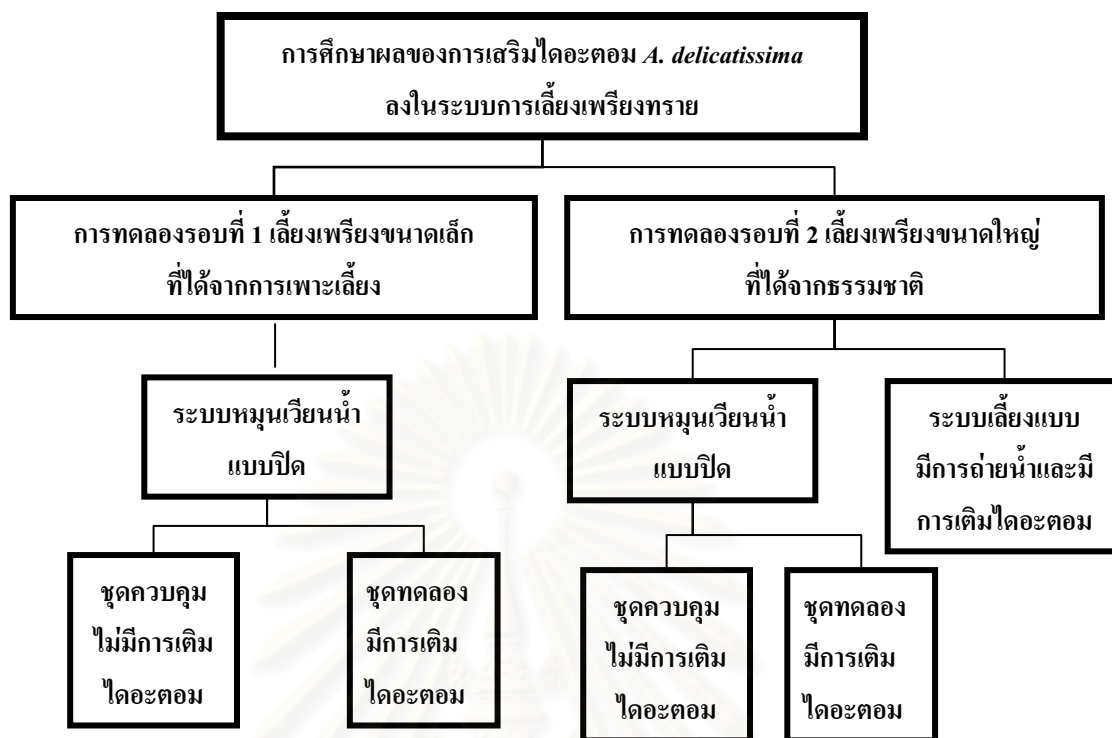 การศึกษาผลของการเสริมไดอะตอม A. delicatissima
ลงในระบบการเลี้ยงเพรียงทราย
การทดลองรอบที่ 1 เลี้ยงเพรียงขนาดเล็ก
ที่ได้จากการเพาะเลี้ยง
การทดลองรอบที่ 2 เลี้ยงเพรียงขนาดใหญ่
ที่ได้จากธรรมชาติ
ระบบหมุนเวียนน้ำ
แบบปิด
ระบบหมุนเวียนน้ำ
แบบปิด
ระบบเลี้ยงแบบ
มีการถ่ายน้ำและมี
การเติมไดอะตอม
ชุดควบคุม
ไม่มีการเติม
ไดอะตอม
ชุดทดลอง
มีการเติม
ไดอะตอม
ชุดควบคุม
ไม่มีการเติม
ไดอะตอม
ชุดทดลอง
มีการเติม
ไดอะตอม